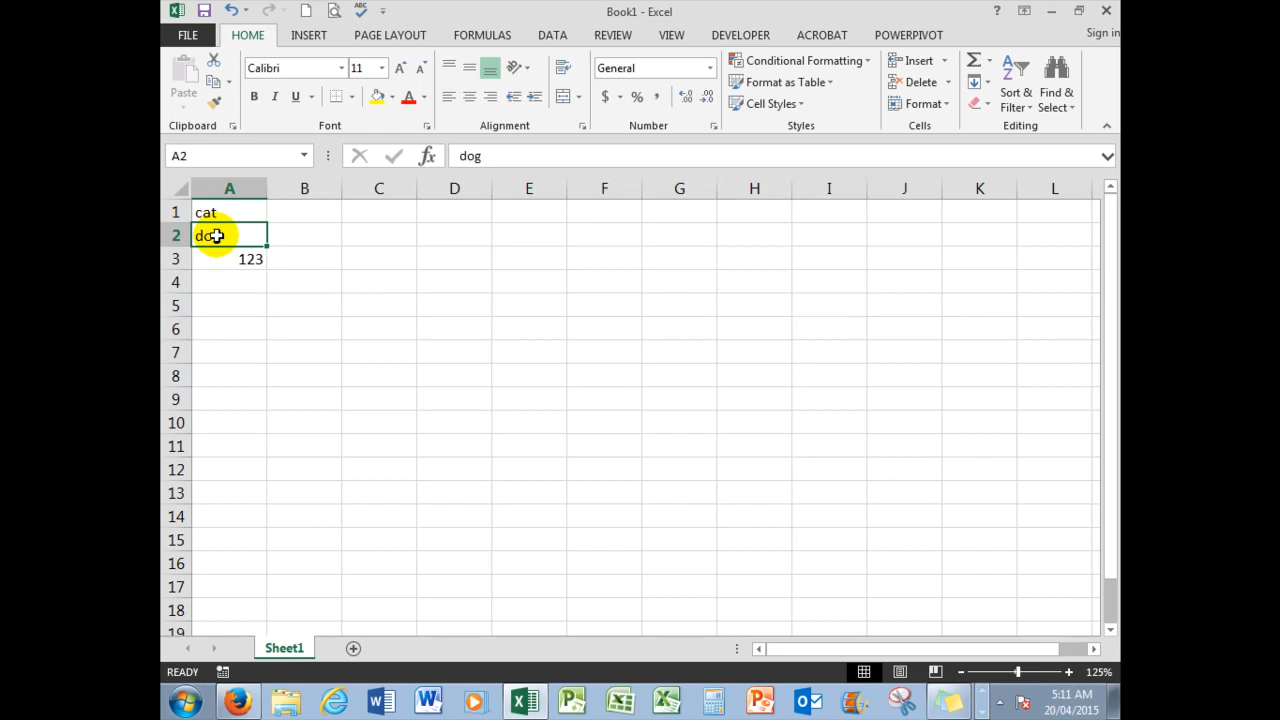 Book1 - Excel
?
FILE HOME INSERT PAGE LAYOUT FORMULAS DATA REVIEW VIEW DEVELOPER ACROBAT POWERPIVOT Sign in
Paste
Calibri 11
B I U
General
$ % ,
Conditional Formatting
Format as Table
Cell Styles
Insert
Delete
Format
Sort & Filter
Find & Select
Clipboard Font Alignment Number Styles Cells Editing
A2 fx dog
A B C D E F G H I J K L
1 cat
2
3 123
4
5
6
7
8
9
10
11
12
13
14
15
16
17
18
19
Sheet1
READY 125%
5:11 AM
20/04/2015